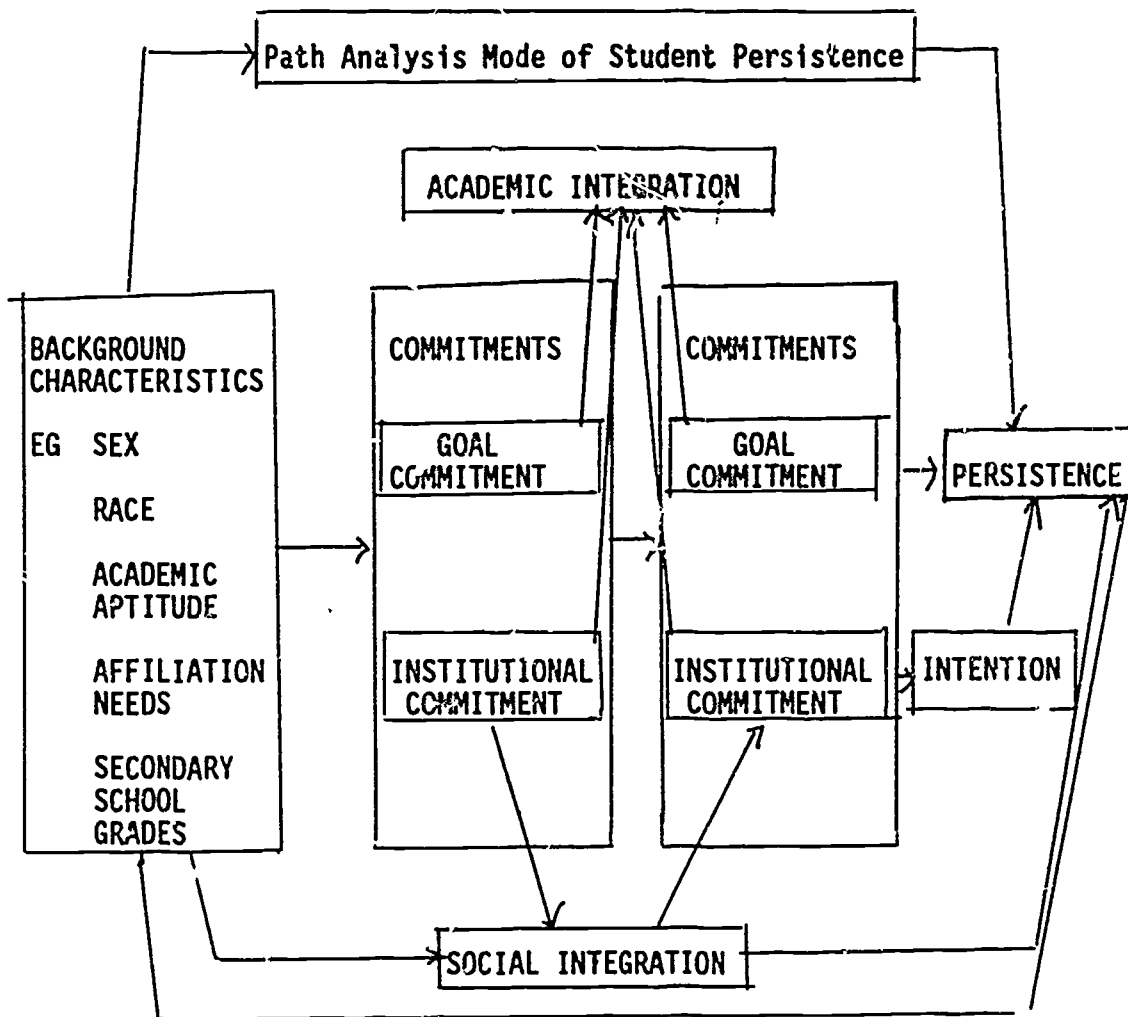 Path Analysis Mode of Student Persistence
ACADEMIC INTEGRATION
BACKGROUND
CHARACTERISTICS
EG SEX
RACE
ACADEMIC
APTITUDE
AFFILIATION
NEEDS
SECONDARY
SCHOOL
GRADES
COMMITMENTS
GOAL
COMMITMENT
INSTITUTIONAL
COMMITMENT
COMMITMENTS
GOAL
COMMITMENT
INSTITUTIONAL
COMMITMENT
PERSISTENCE
INTENTION
SOCIAL INTEGRATION